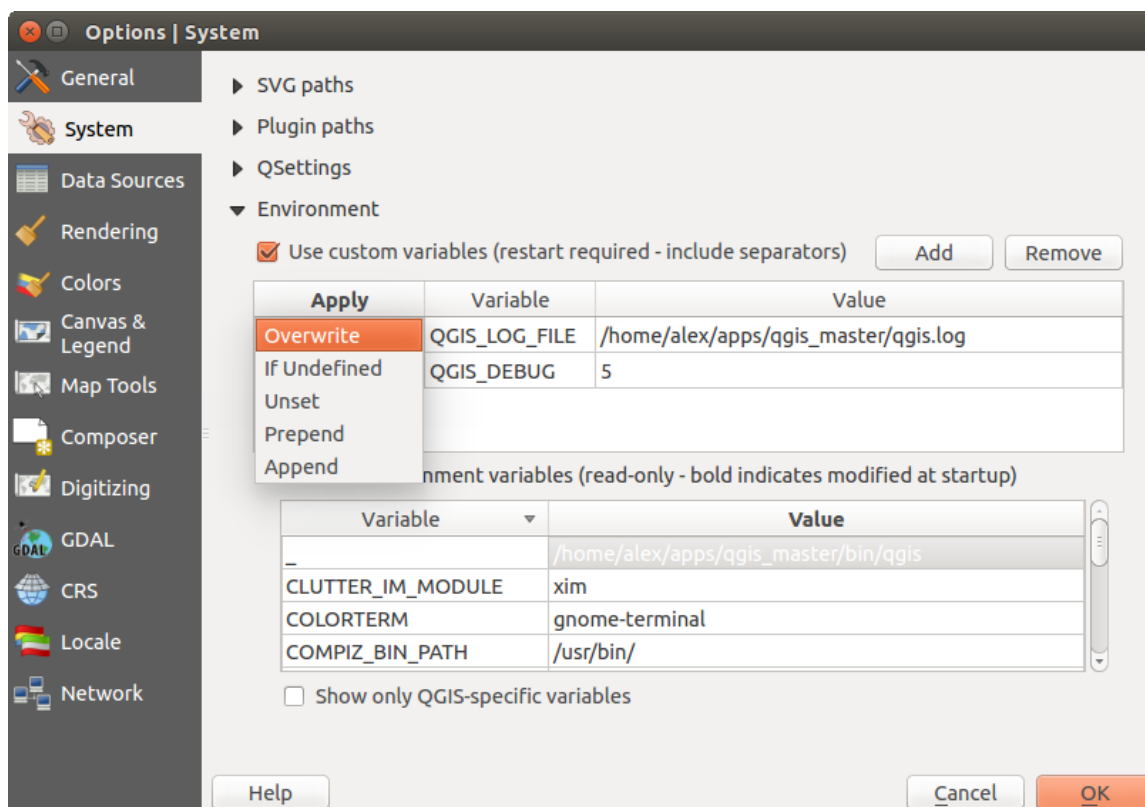 Options | System
General
System
Data Sources
Rendering
Colors
Canvas &
Legend
Map Tools
Composer
Digitizing
GDAL
GDAL
CRS
Locale
Network
SVG paths
Plugin paths
QSettings
Environment
Use custom variables (restart required - include separators) Add Remove
Apply Variable Value
Overwrite QGIS_LOG_FILE /home/alex/apps/qgis_master/qgis.log
If Undefined QGIS_DEBUG 5
Unset
Prepend
Append
variables (read-only - bold indicates modified at startup)
Variable Value
_ /home/alex/apps/qgis_master/bin/qgis
CLUTTER_IM_MODULE xim
COLORTERM gnome-terminal
COMPIZ_BIN_PATH /usr/bin/
Show only QGIS-specific variables
Help Cancel OK